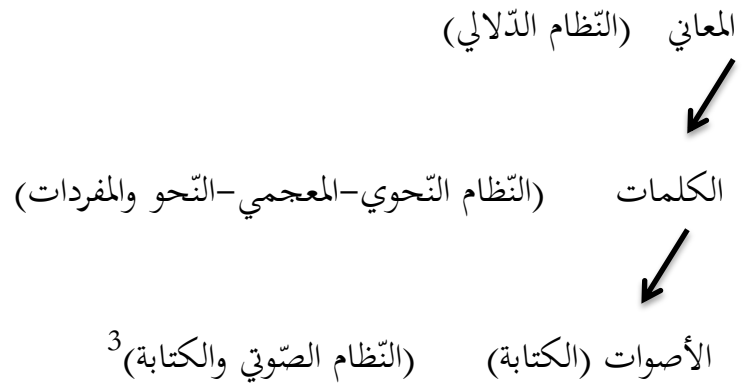 المعاني (النّظام الدّلالي)
الكلمات (النّظام النّحوي-المعجمي-النّحو والمفردات)
الأصوات (الكتابة) (النّظام الصّوتي والكتابة)3